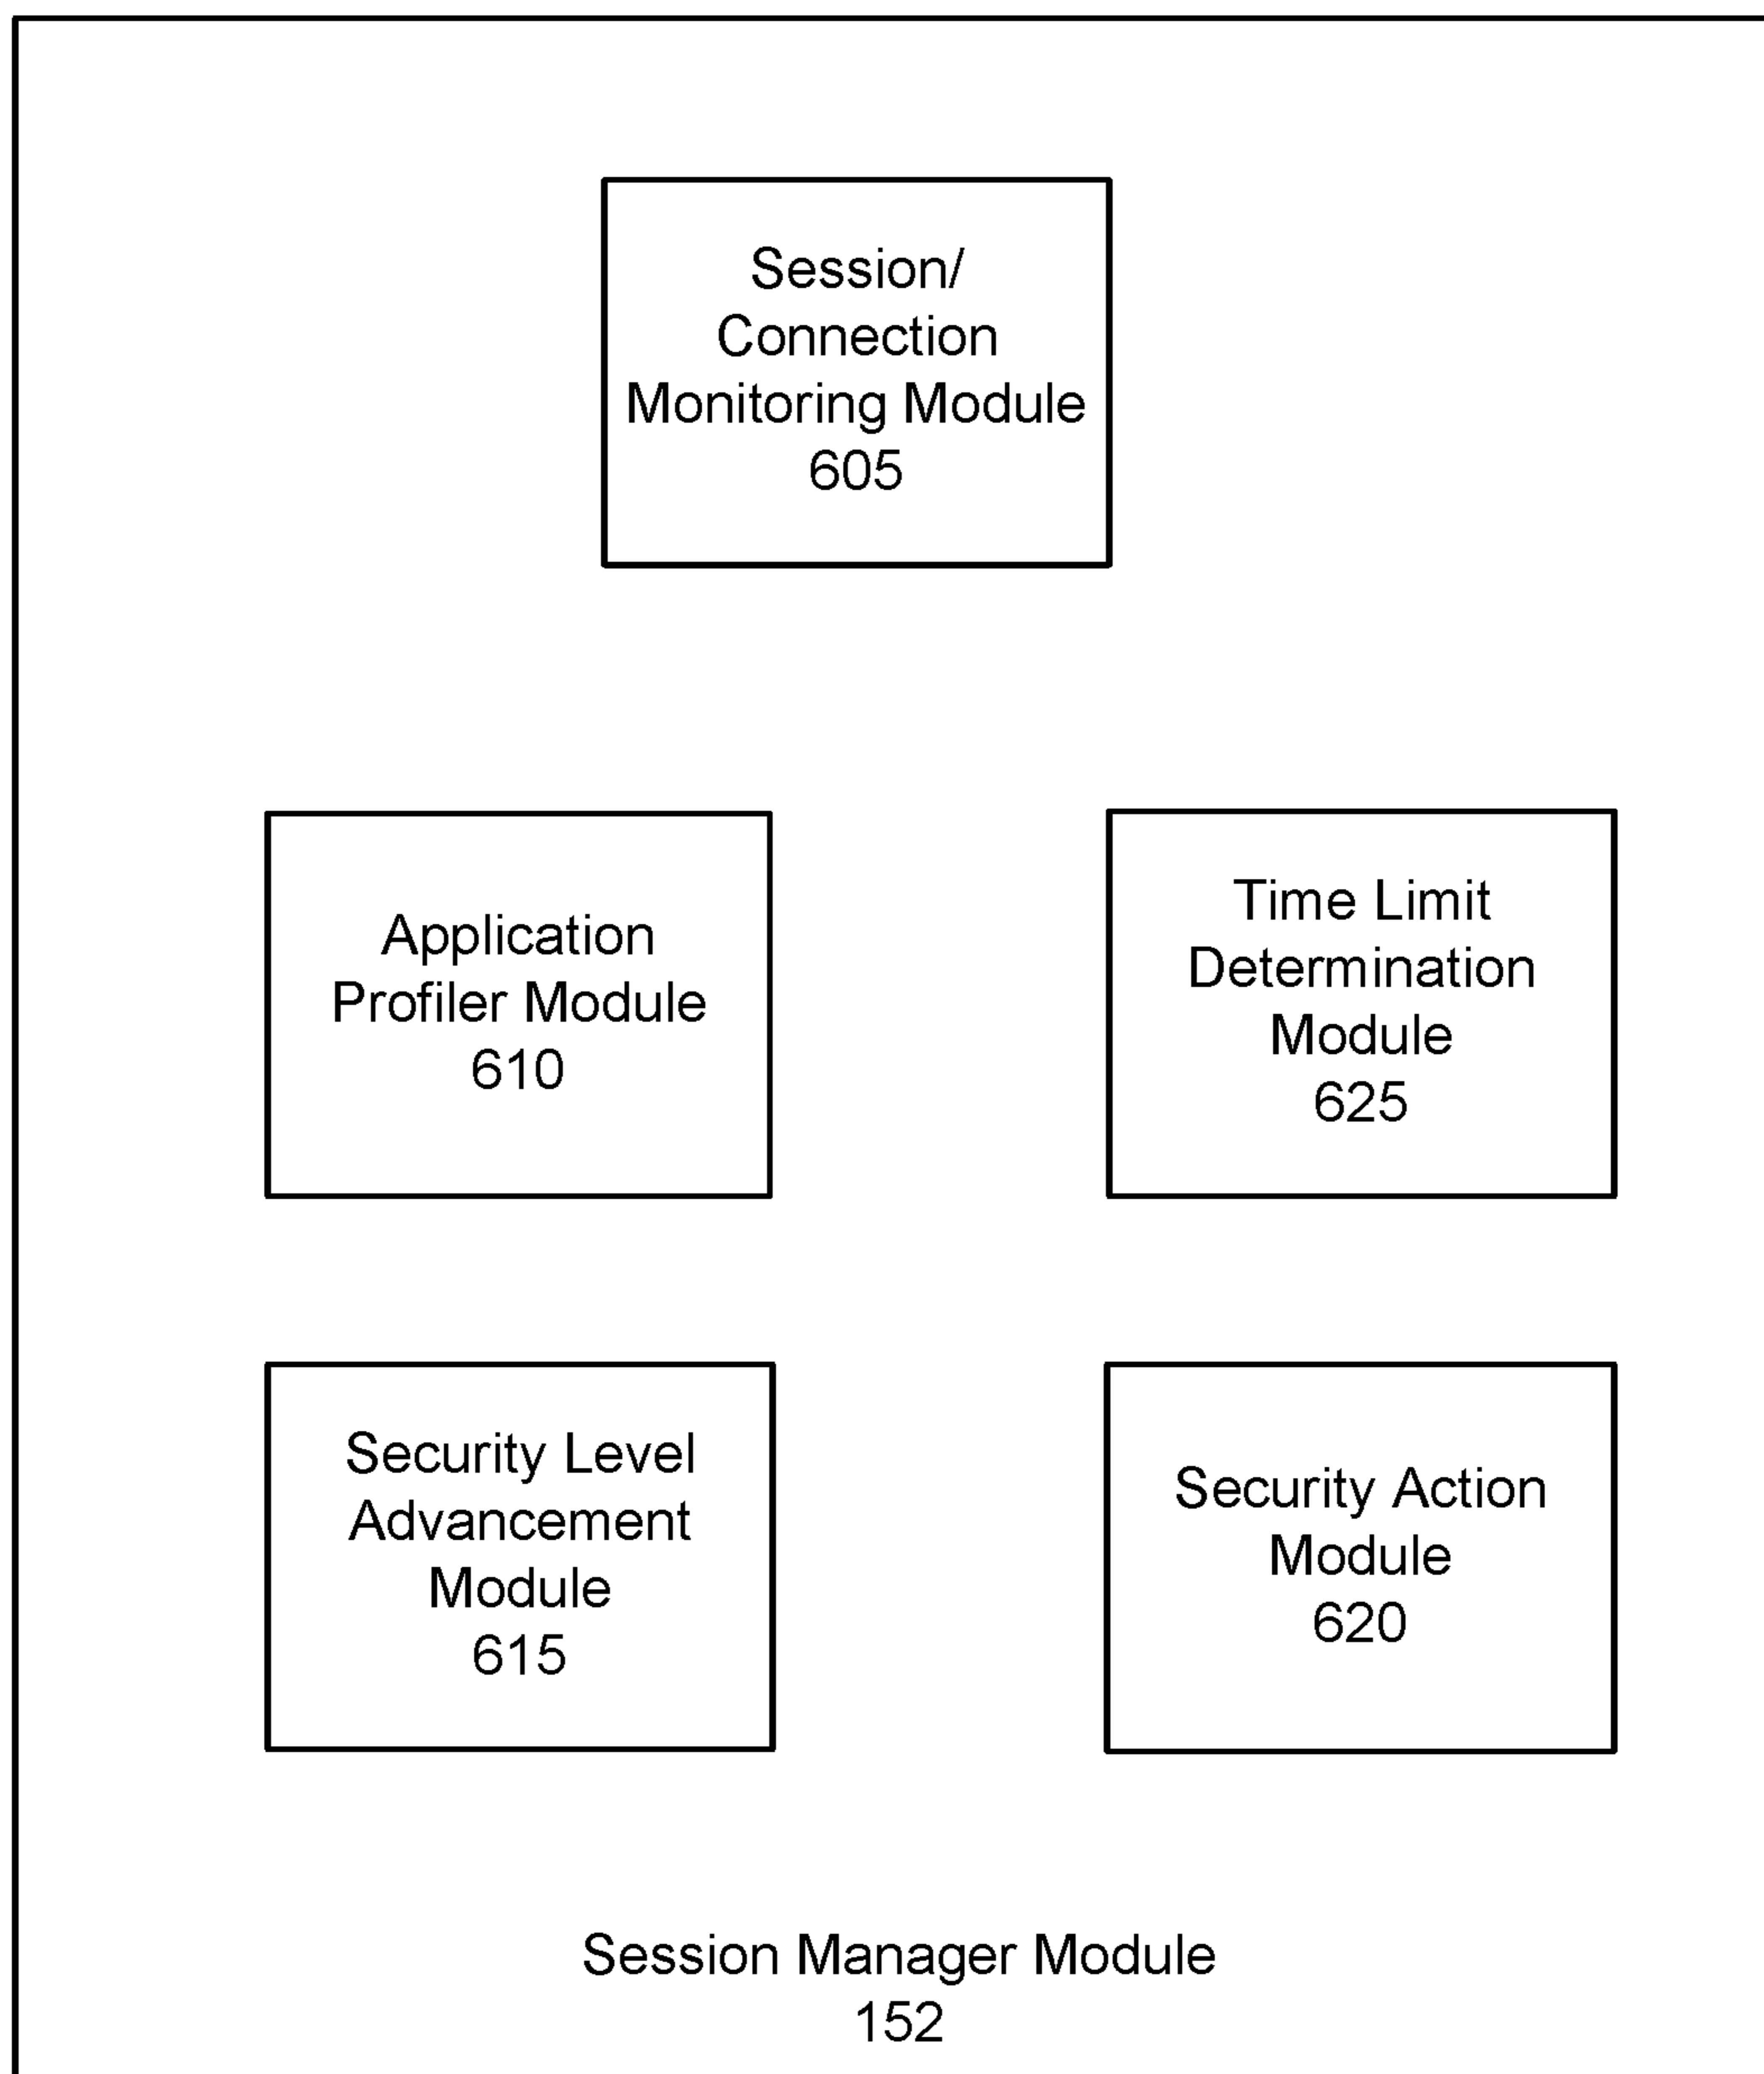 Session/
Connection
Monitoring Module
605
Application
Profiler Module
610
Time Limit
Determination
Module
625
Security Level
Advancement
Module
615
Security Action
Module
620
Session Manager Module
152